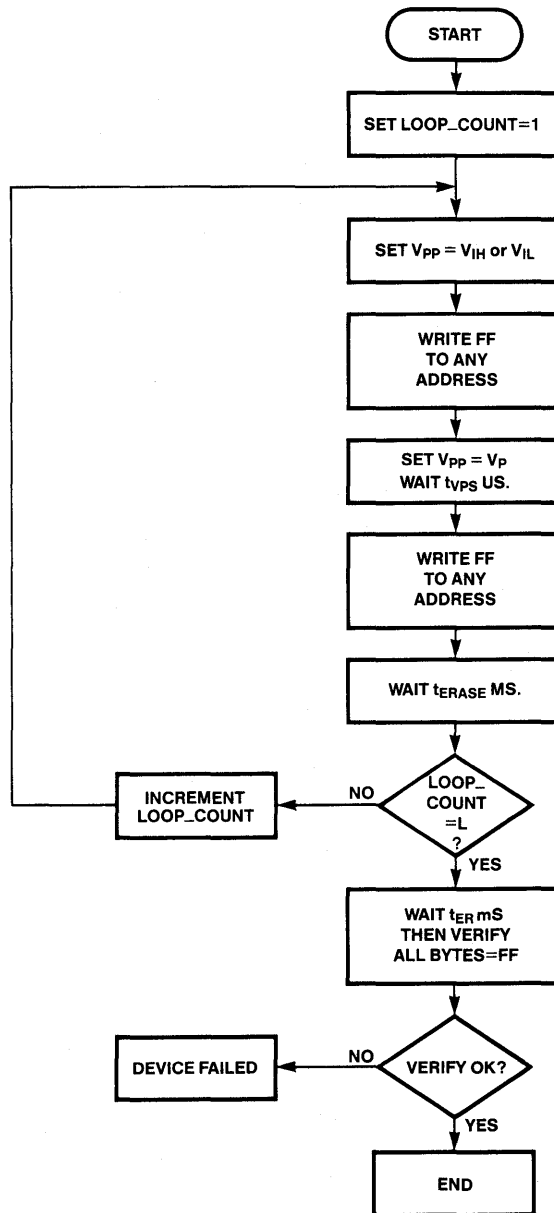 START
SET LOOP_COUNT=1
SET VPP = VIH or VIL
WRITE FF
TO ANY
ADDRESS
SET VPP = VP
WAIT tVPS US.
WRITE FF
TO ANY
ADDRESS
WAIT tERASE MS.
LOOP_
COUNT
=L
?
NO
INCREMENT
LOOP_COUNT
YES
WAIT tER mS
THEN VERIFY
ALL BYTES=FF
VERIFY OK?
NO
DEVICE FAILED
YES
END